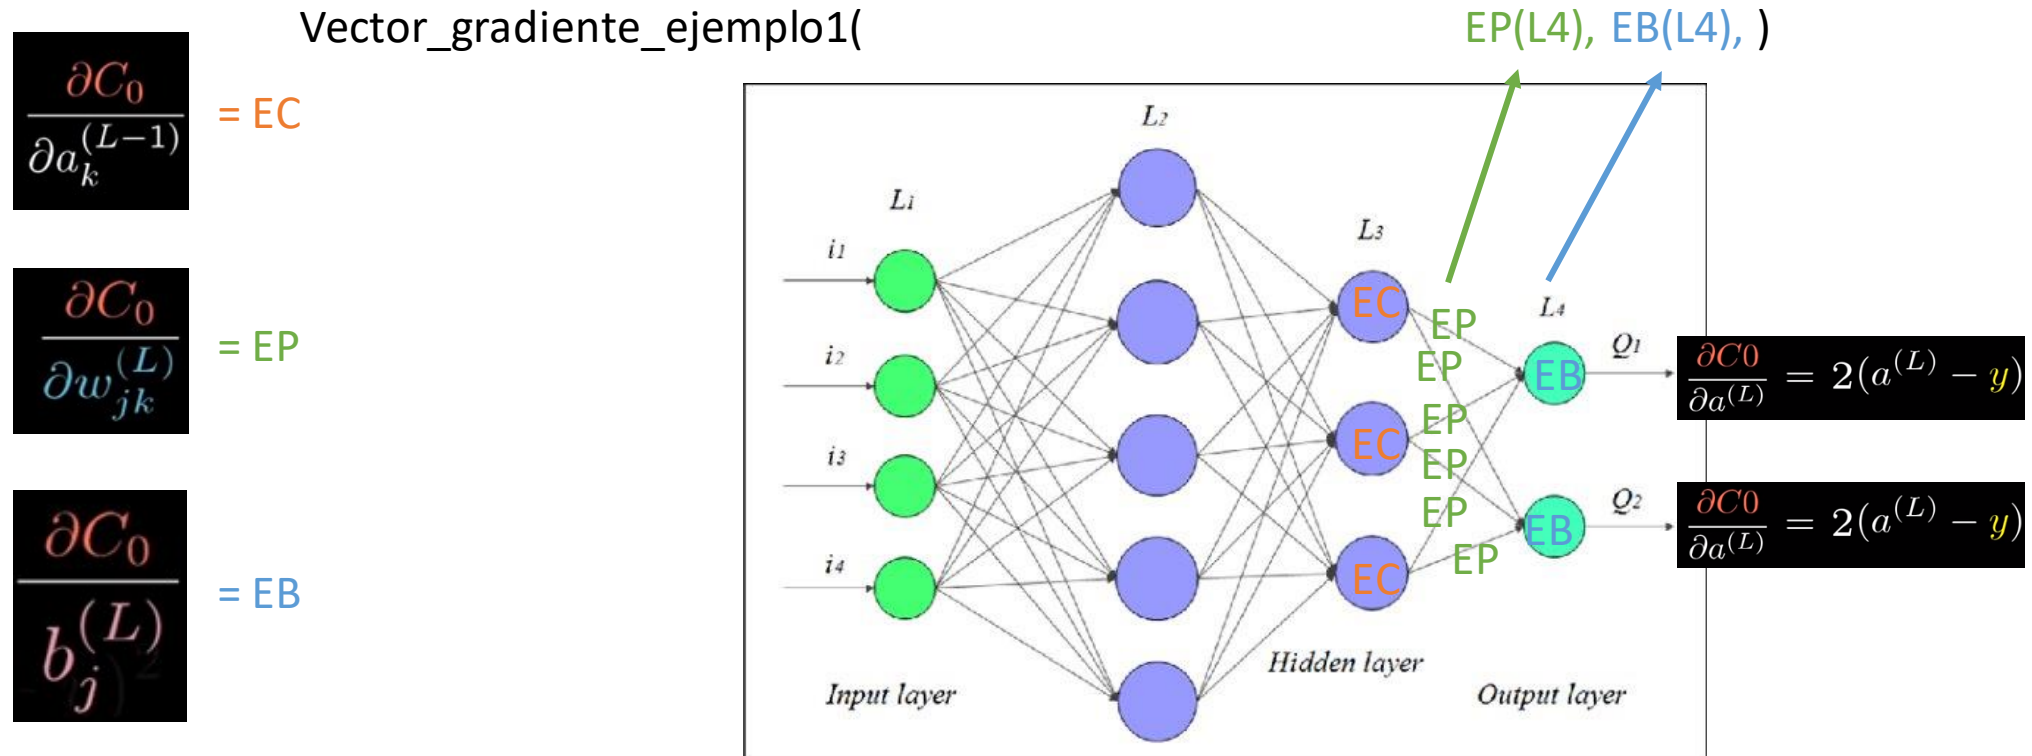 Vector_gradiente_ejemplo1( EP(L4), EB(L4), )
∂C₀ / ∂a_k^(L−1) = EC
∂C₀ / ∂w_jk^(L) = EP
∂C₀ / b_j^(L) = EB
L1
L2
L3
L4
i1
i2
i3
i4
EC
EC
EC
EP
EP
EP
EP
EP
EP
EB
EB
Q1
Q2
∂C0 / ∂a^(L) = 2(a^(L) − y)
∂C0 / ∂a^(L) = 2(a^(L) − y)
Input layer
Hidden layer
Output layer